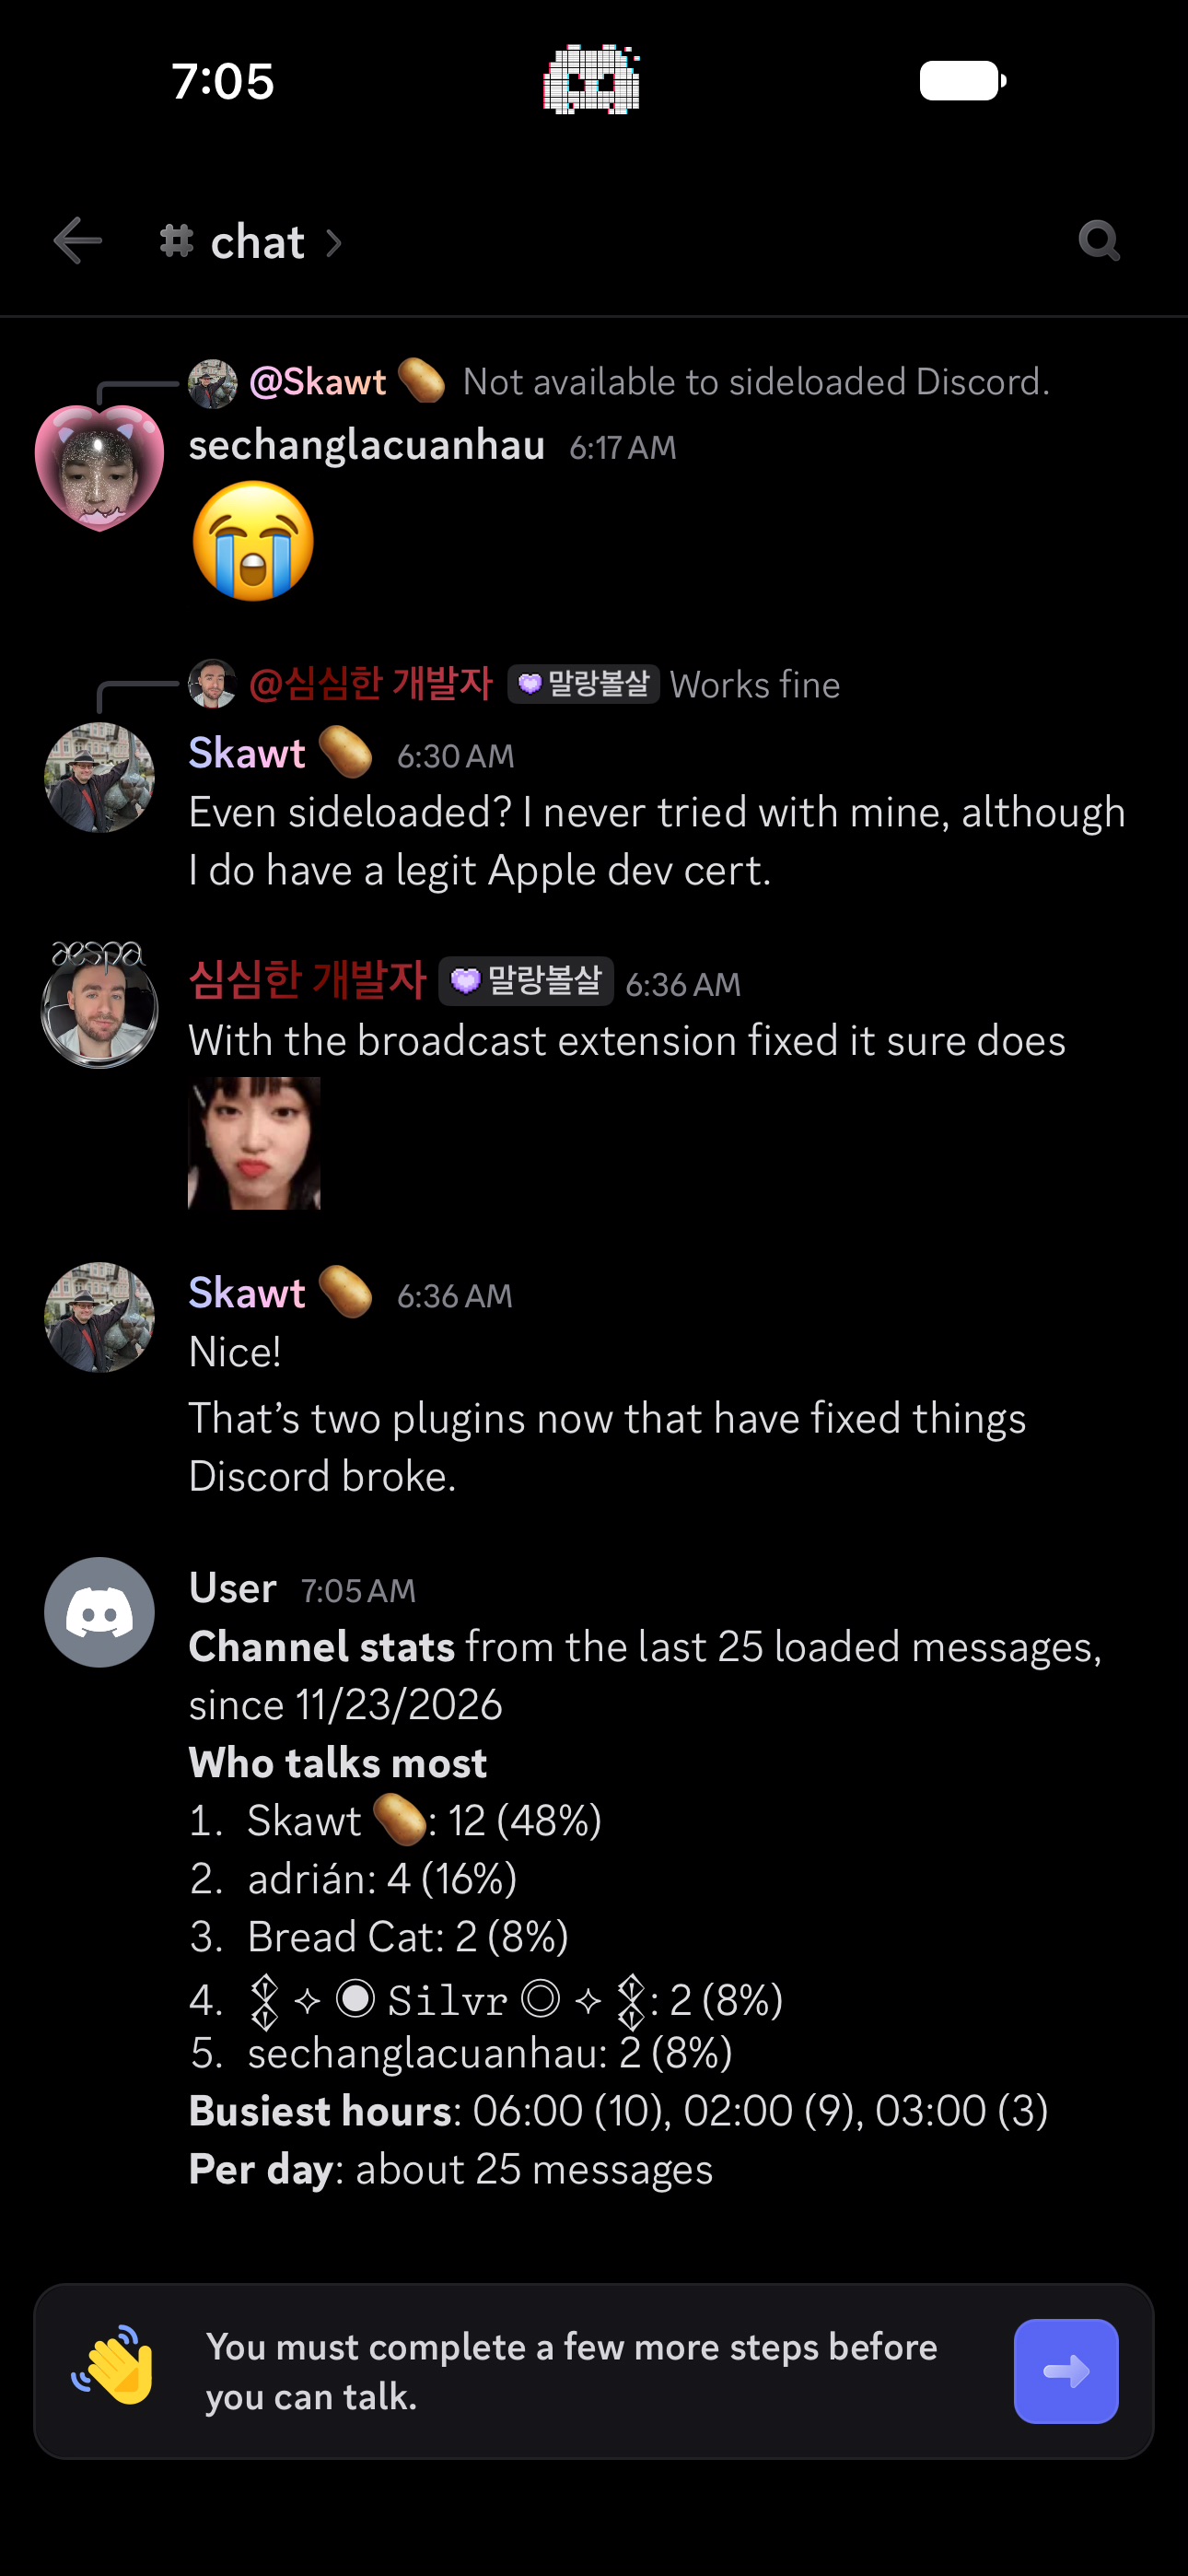 7:05
chat
@Skawt 🥔 Not available to sideloaded Discord.
sechanglacuanhau 6:17 AM
😭
@심심한 개발자 말랑볼살 Works fine
Skawt 🥔 6:30 AM
Even sideloaded? I never tried with mine, although
I do have a legit Apple dev cert.
aespa
심심한 개발자 말랑볼살 6:36 AM
With the broadcast extension fixed it sure does
Skawt 🥔 6:36 AM
Nice!
That's two plugins now that have fixed things
Discord broke.
User 7:05 AM
Channel stats from the last 25 loaded messages,
since 11/23/2026
Who talks most
1. Skawt 🥔: 12 (48%)
2. adrián: 4 (16%)
3. Bread Cat: 2 (8%)
4. ✧ ◉ Silvr ◎ ✧: 2 (8%)
5. sechanglacuanhau: 2 (8%)
Busiest hours: 06:00 (10), 02:00 (9), 03:00 (3)
Per day: about 25 messages
You must complete a few more steps before
you can talk.